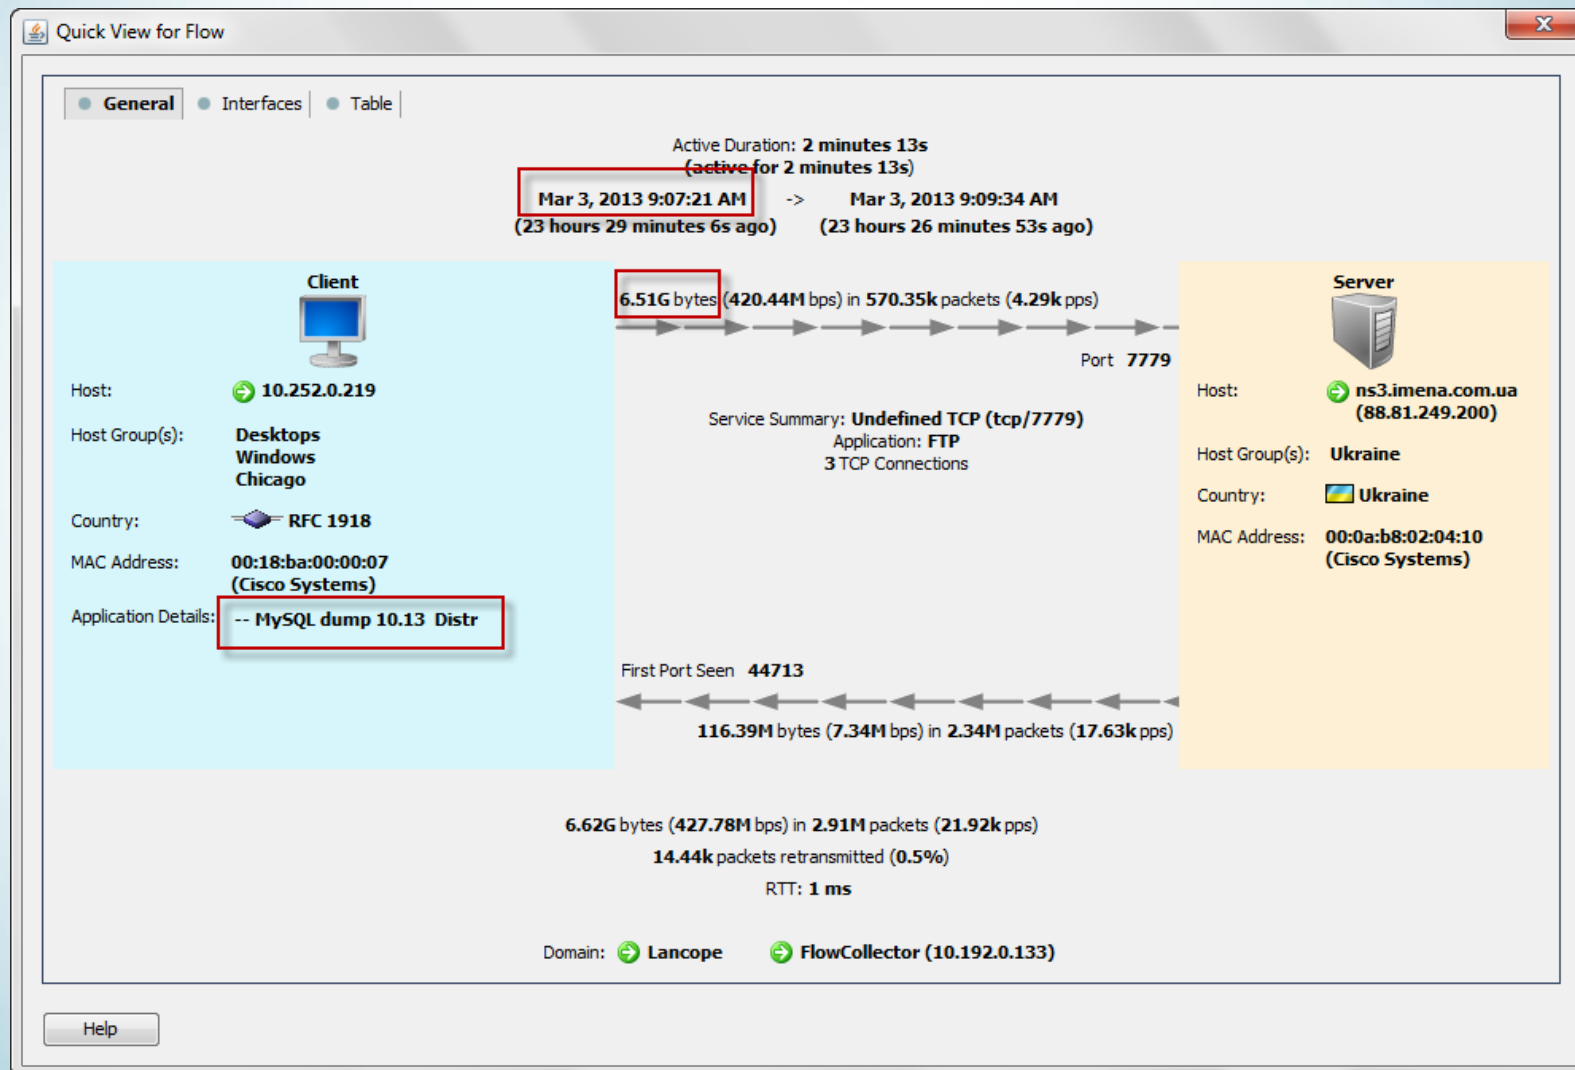 Quick View for Flow
General Interfaces Table
Active Duration: 2 minutes 13s
(active for 2 minutes 13s)
Mar 3, 2013 9:07:21 AM -> Mar 3, 2013 9:09:34 AM
(23 hours 29 minutes 6s ago) (23 hours 26 minutes 53s ago)
Client
6.51G bytes (420.44M bps) in 570.35k packets (4.29k pps)
Server
Port 7779
Host: 10.252.0.219
Host Group(s): Desktops
Windows
Chicago
Country: RFC 1918
MAC Address: 00:18:ba:00:00:07
(Cisco Systems)
Application Details: -- MySQL dump 10.13 Distr
Service Summary: Undefined TCP (tcp/7779)
Application: FTP
3 TCP Connections
First Port Seen 44713
116.39M bytes (7.34M bps) in 2.34M packets (17.63k pps)
Host: ns3.imena.com.ua
(88.81.249.200)
Host Group(s): Ukraine
Country: Ukraine
MAC Address: 00:0a:b8:02:04:10
(Cisco Systems)
6.62G bytes (427.78M bps) in 2.91M packets (21.92k pps)
14.44k packets retransmitted (0.5%)
RTT: 1 ms
Domain: Lancope FlowCollector (10.192.0.133)
Help